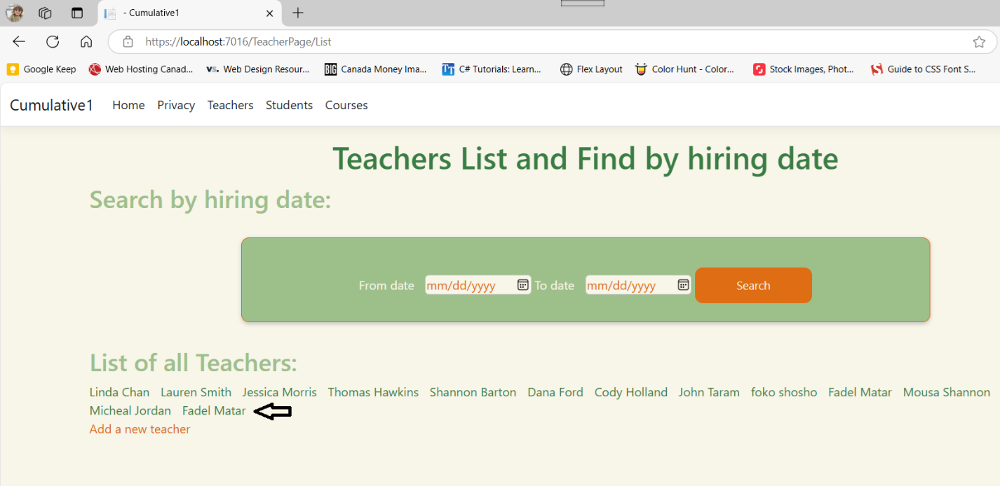 - Cumulative1
https://localhost:7016/TeacherPage/List
Google Keep Web Hosting Canad... vs. Web Design Resour... BIG Canada Money Ima... TT C# Tutorials: Learn... Flex Layout Color Hunt - Color... Stock Images, Phot... Guide to CSS Font S...
Cumulative1 Home Privacy Teachers Students Courses
Teachers List and Find by hiring date
Search by hiring date:
From date mm/dd/yyyy To date mm/dd/yyyy Search
List of all Teachers:
Linda Chan Lauren Smith Jessica Morris Thomas Hawkins Shannon Barton Dana Ford Cody Holland John Taram foko shosho Fadel Matar Mousa Shannon
Micheal Jordan Fadel Matar
Add a new teacher